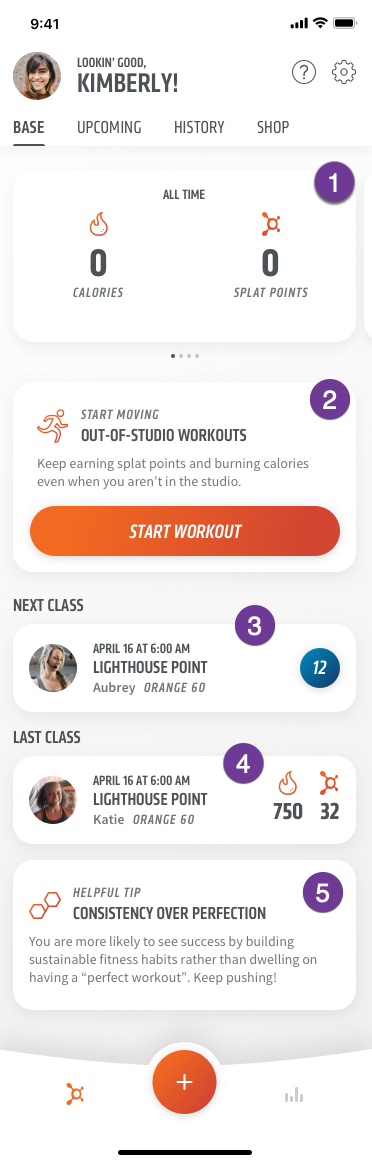 9:41
LOOKIN' GOOD,
KIMBERLY!
?
BASE UPCOMING HISTORY SHOP
1
ALL TIME
0 0
CALORIES SPLAT POINTS
2
START MOVING
OUT-OF-STUDIO WORKOUTS
Keep earning splat points and burning calories
even when you aren't in the studio.
START WORKOUT
NEXT CLASS
3
APRIL 16 AT 6:00 AM
LIGHTHOUSE POINT
Aubrey ORANGE 60
12
LAST CLASS
4
APRIL 16 AT 6:00 AM
LIGHTHOUSE POINT
Katie ORANGE 60
750 32
5
HELPFUL TIP
CONSISTENCY OVER PERFECTION
You are more likely to see success by building
sustainable fitness habits rather than dwelling on
having a “perfect workout”. Keep pushing!
+